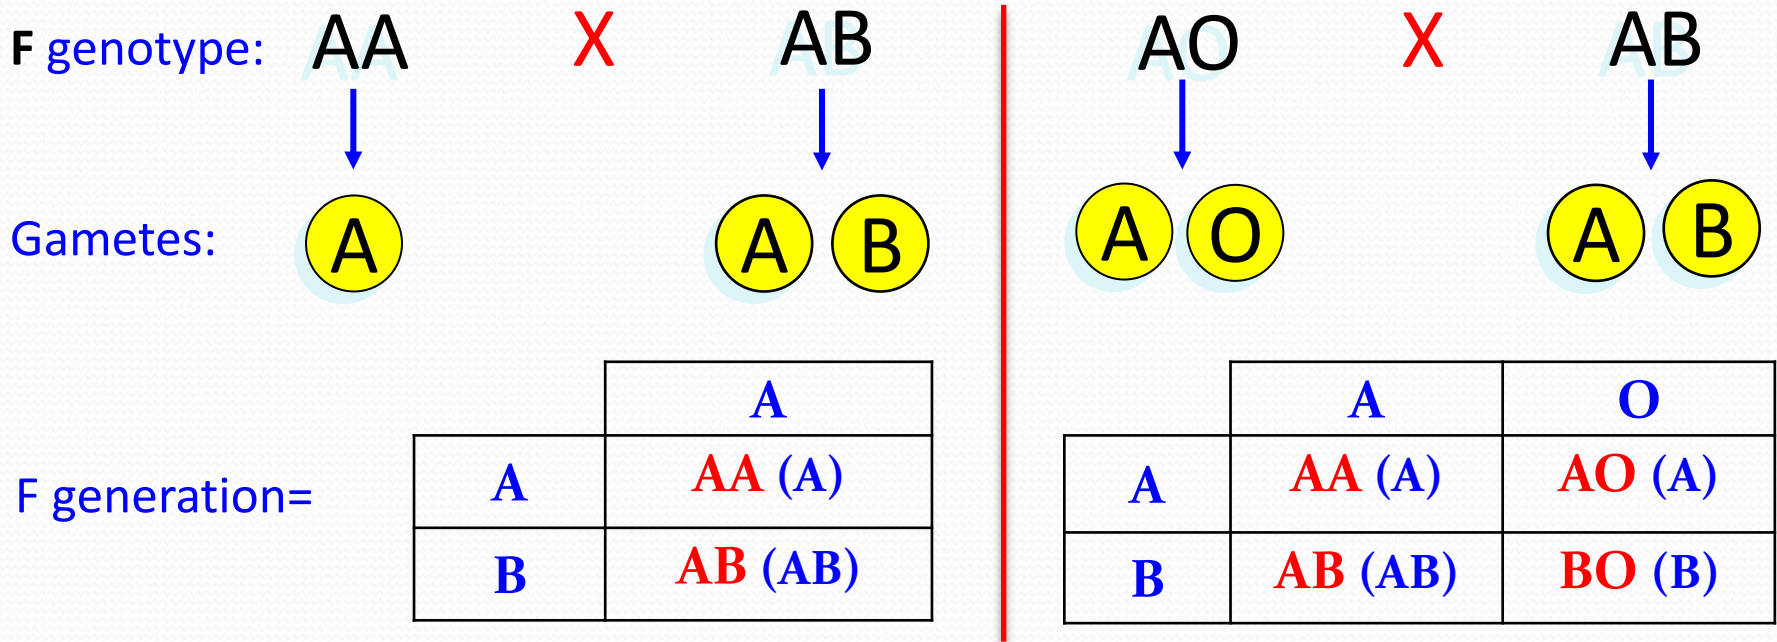 F genotype: AA X AB AO X AB
Gametes: A A B A O A B
A A O
F generation= A AA (A) A AA (A) AO (A)
B AB (AB) B AB (AB) BO (B)